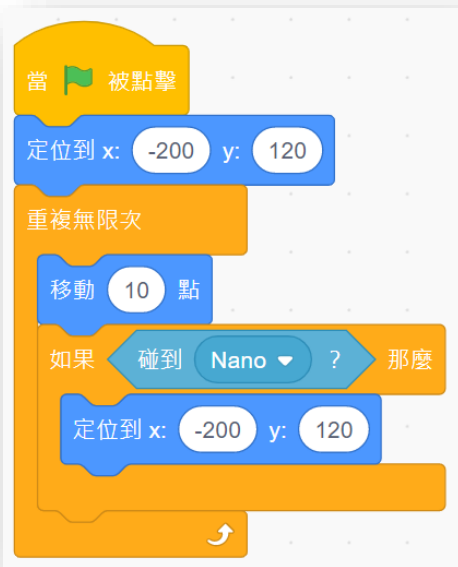 當 被點擊
定位到 x: -200 y: 120
重複無限次
移動 10 點
如果 碰到 Nano ? 那麼
定位到 x: -200 y: 120